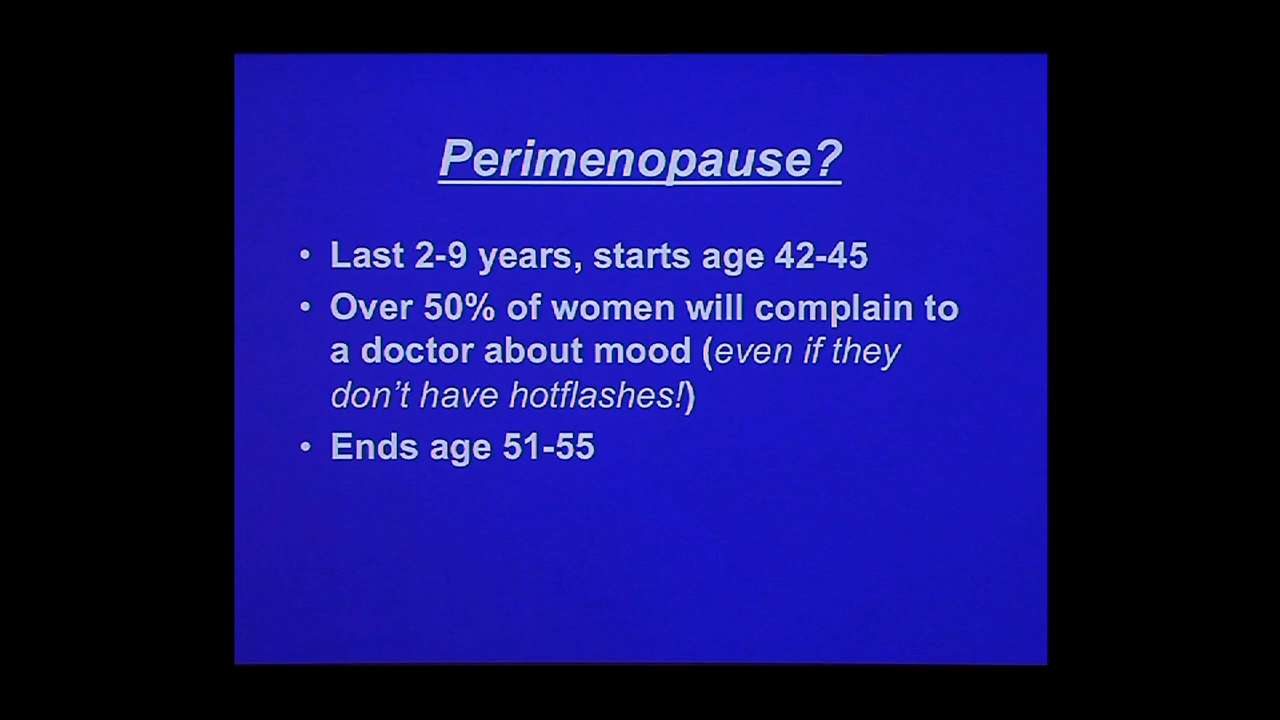 Perimenopause?
• Last 2-9 years, starts age 42-45
• Over 50% of women will complain to
a doctor about mood (even if they
don't have hotflashes!)
• Ends age 51-55